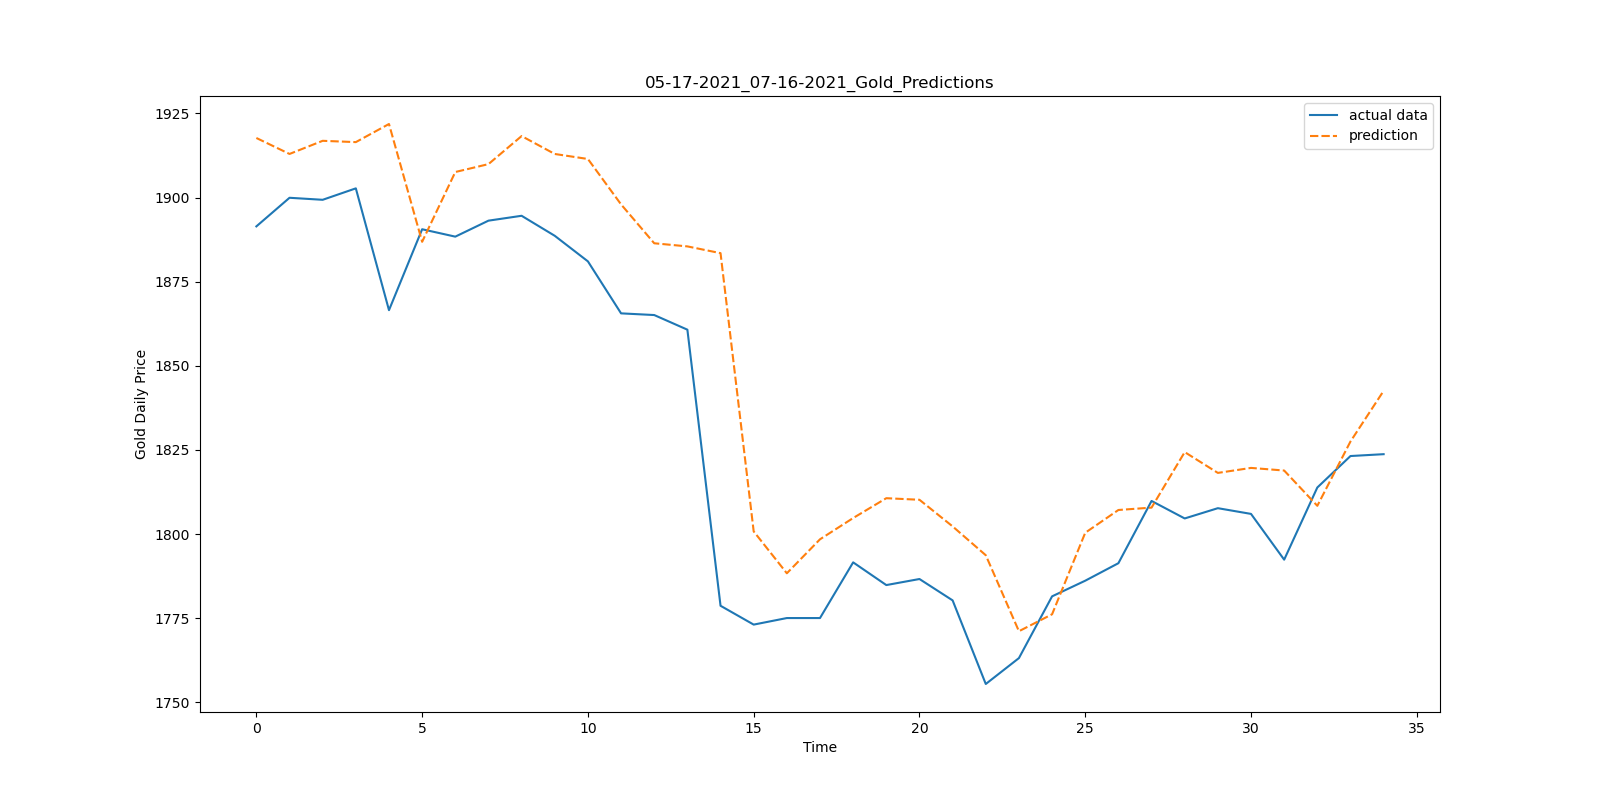 05-17-2021_07-16-2021_Gold_Predictions
actual data
prediction
Gold Daily Price
1925
1900
1875
1850
1825
1800
1775
1750
0 5 10 15 20 25 30 35
Time